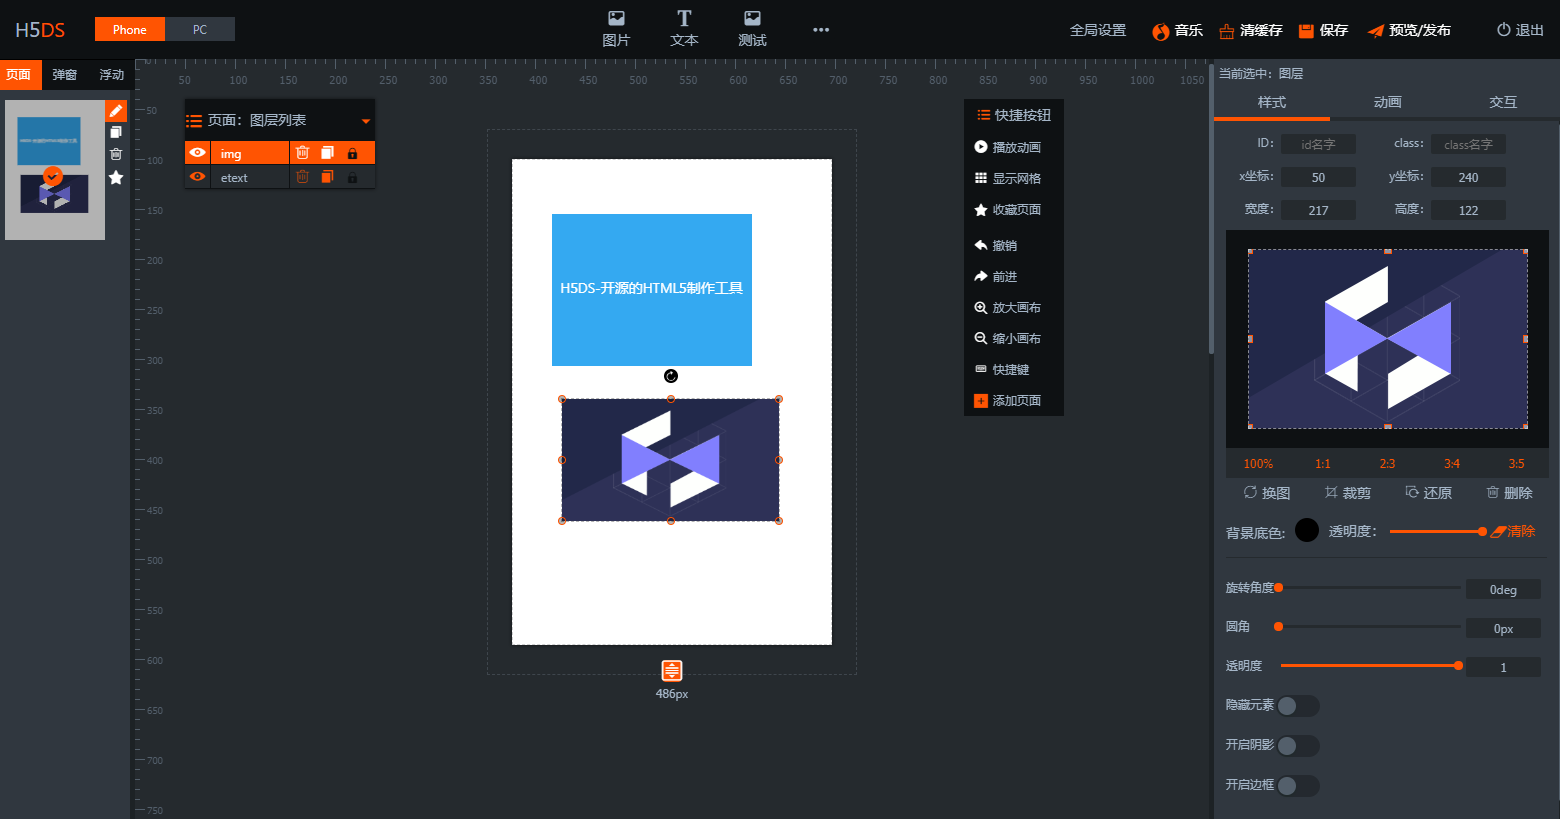 H5DS
Phone
PC
图片
文本
测试
全局设置
音乐
清缓存
保存
预览/发布
退出
页面
弹窗
浮动
50 100 150 200 250 300 350 400 450 500 550 600 650 700 750 800 850 900 950 1000 1050
50
100
150
200
250
300
350
400
450
500
550
600
650
700
750
页面：图层列表
img
etext
H5DS-开源的HTML5制作工具
486px
快捷按钮
播放动画
显示网格
收藏页面
撤销
前进
放大画布
缩小画布
快捷键
添加页面
当前选中：图层
样式
动画
交互
ID： id名字 class： class名字
x坐标： 50 y坐标： 240
宽度： 217 高度： 122
100% 1:1 2:3 3:4 3:5
换图 裁剪 还原 删除
背景底色： 透明度： 清除
旋转角度 0deg
圆角 0px
透明度 1
隐藏元素
开启阴影
开启边框